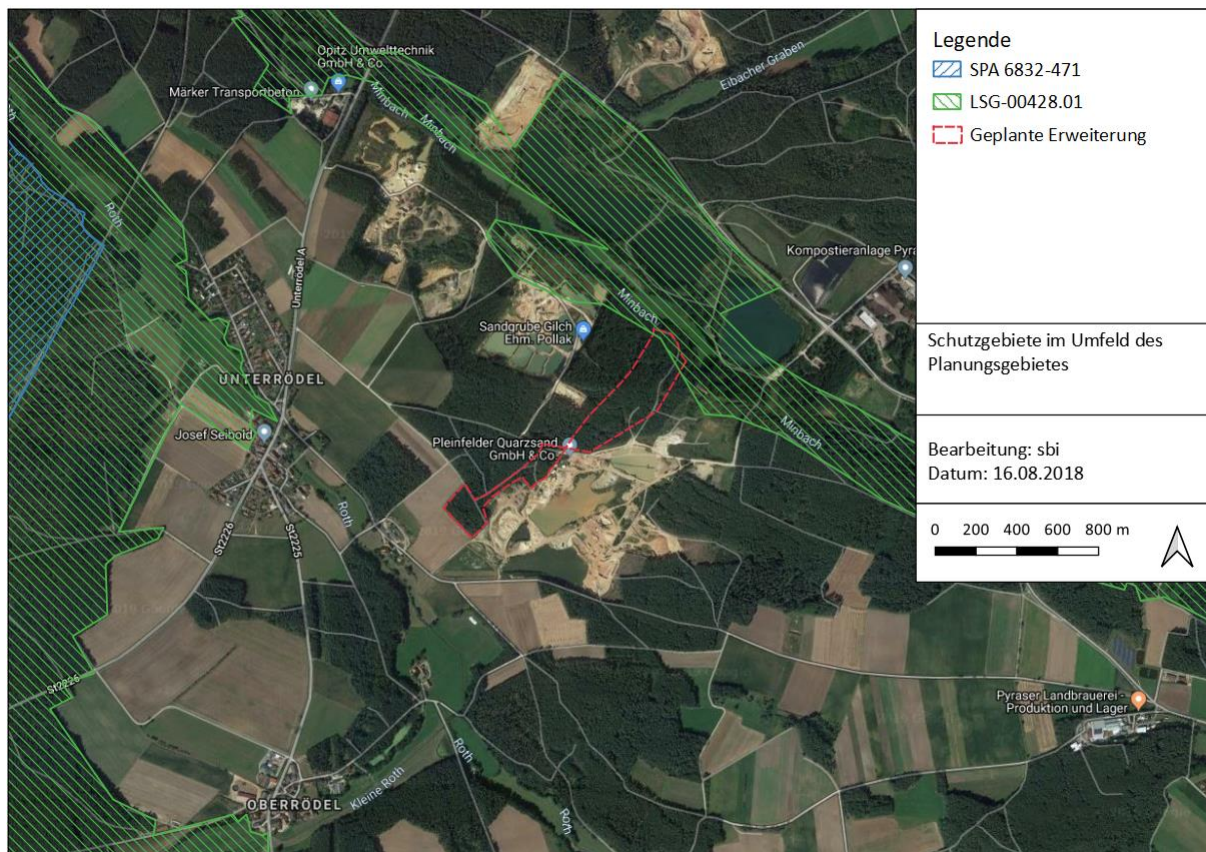 Opitz Umwelttechnik
GmbH & Co.
Märker Transportbeton
Minbach
Minbach
Eibacher Graben
Roth
Roth
Unterrödel A
Kompostieranlage Pyra
Minbach
Sandgrube Gilch
Ehm. Pollak
UNTERRÖDEL
Josef Seibold
Pleinfelder Quarzsand
GmbH & Co.
Minbach
Roth
St2226
St2225
St2226
Pyraser Landbrauerei -
Produktion und Lager
Roth
Kleine Roth
OBERRÖDEL
Roth
Legende
SPA 6832-471
LSG-00428.01
Geplante Erweiterung
Schutzgebiete im Umfeld des
Planungsgebietes
Bearbeitung: sbi
Datum: 16.08.2018
0 200 400 600 800 m